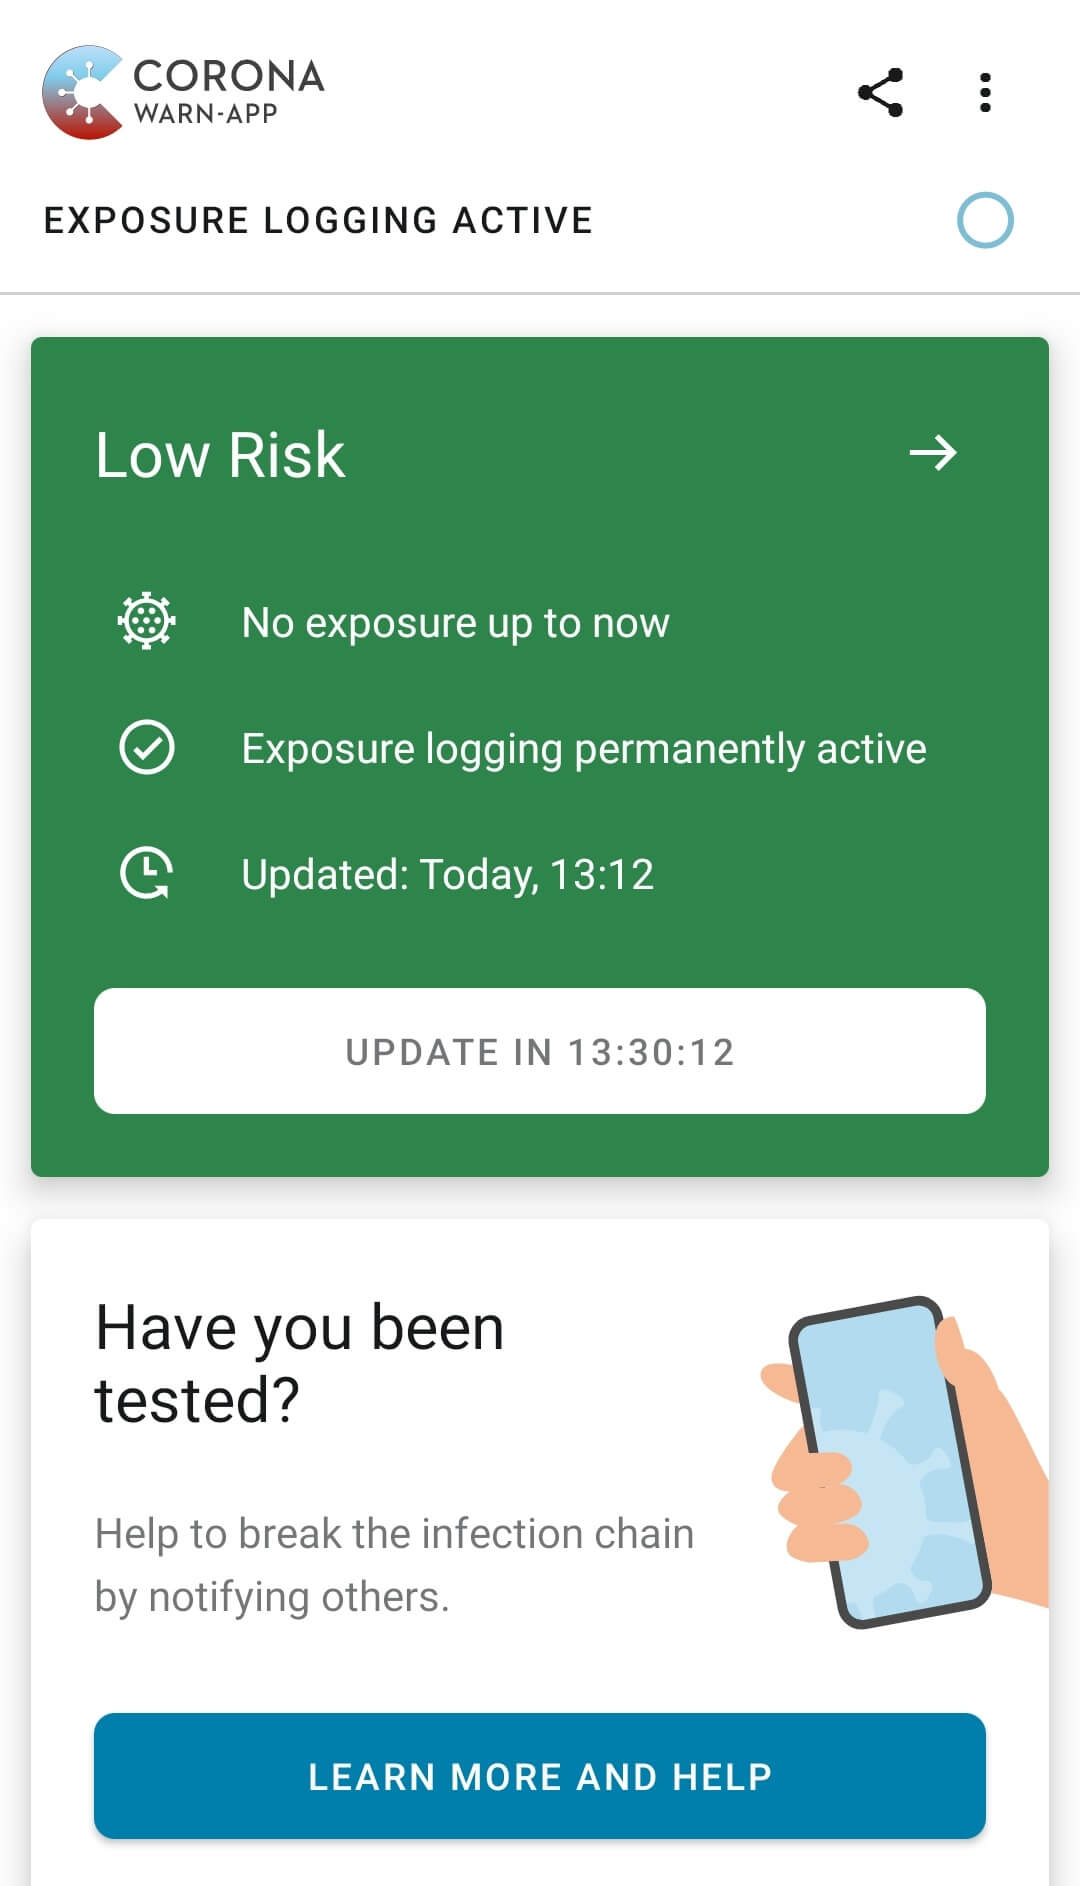 CORONA
WARN-APP
EXPOSURE LOGGING ACTIVE
Low Risk
No exposure up to now
Exposure logging permanently active
Updated: Today, 13:12
UPDATE IN 13:30:12
Have you been
tested?
Help to break the infection chain
by notifying others.
LEARN MORE AND HELP